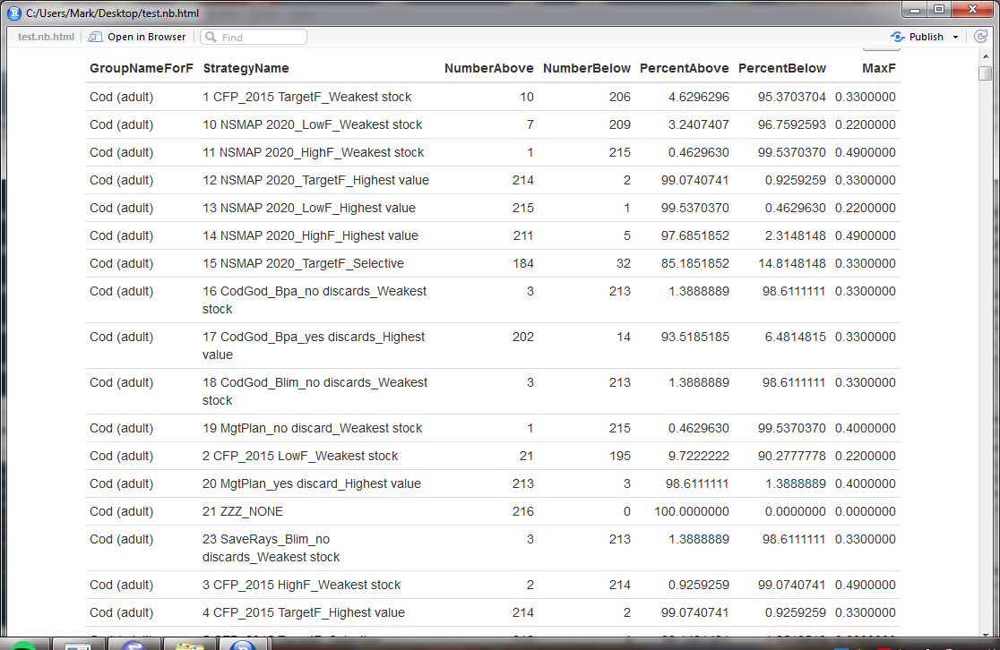 C:/Users/Mark/Desktop/test.nb.html
test.nb.html Open in Browser Find Publish
GroupNameForF StrategyName NumberAbove NumberBelow PercentAbove PercentBelow MaxF
Cod (adult) 1 CFP_2015 TargetF_Weakest stock 10 206 4.6296296 95.3703704 0.3300000
Cod (adult) 10 NSMAP 2020_LowF_Weakest stock 7 209 3.2407407 96.7592593 0.2200000
Cod (adult) 11 NSMAP 2020_HighF_Weakest stock 1 215 0.4629630 99.5370370 0.4900000
Cod (adult) 12 NSMAP 2020_TargetF_Highest value 214 2 99.0740741 0.9259259 0.3300000
Cod (adult) 13 NSMAP 2020_LowF_Highest value 215 1 99.5370370 0.4629630 0.2200000
Cod (adult) 14 NSMAP 2020_HighF_Highest value 211 5 97.6851852 2.3148148 0.4900000
Cod (adult) 15 NSMAP 2020_TargetF_Selective 184 32 85.1851852 14.8148148 0.3300000
Cod (adult) 16 CodGod_Bpa_no discards_Weakest 3 213 1.3888889 98.6111111 0.3300000
stock
Cod (adult) 17 CodGod_Bpa_yes discards_Highest 202 14 93.5185185 6.4814815 0.3300000
value
Cod (adult) 18 CodGod_Blim_no discards_Weakest 3 213 1.3888889 98.6111111 0.3300000
stock
Cod (adult) 19 MgtPlan_no discard_Weakest stock 1 215 0.4629630 99.5370370 0.4000000
Cod (adult) 2 CFP_2015 LowF_Weakest stock 21 195 9.7222222 90.2777778 0.2200000
Cod (adult) 20 MgtPlan_yes discard_Highest value 213 3 98.6111111 1.3888889 0.4000000
Cod (adult) 21 ZZZ_NONE 216 0 100.0000000 0.0000000 0.0000000
Cod (adult) 23 SaveRays_Blim_no 3 213 1.3888889 98.6111111 0.3300000
discards_Weakest stock
Cod (adult) 3 CFP_2015 HighF_Weakest stock 2 214 0.9259259 99.0740741 0.4900000
Cod (adult) 4 CFP_2015 TargetF_Highest value 214 2 99.0740741 0.9259259 0.3300000